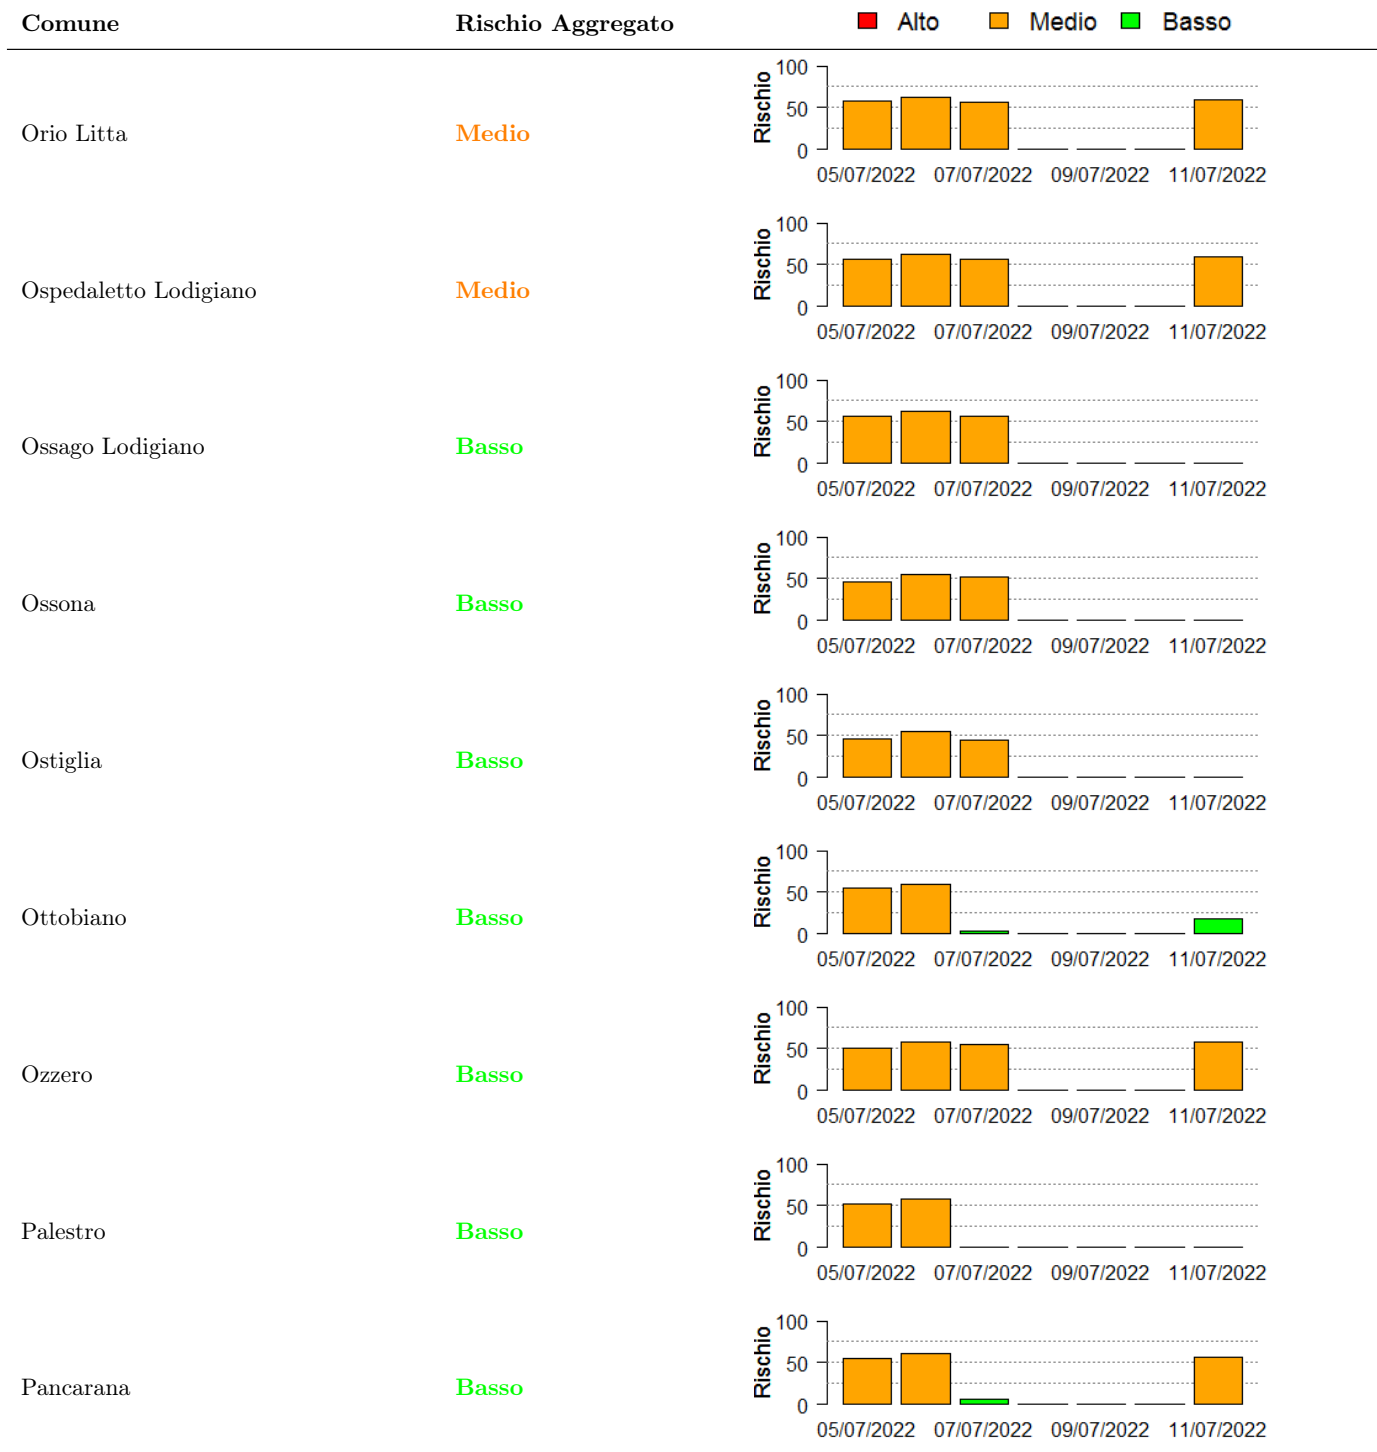 Comune Rischio Aggregato Alto Medio Basso
Orio Litta Medio
Rischio
100
50
0
05/07/2022 07/07/2022 09/07/2022 11/07/2022
Ospedaletto Lodigiano Medio
Rischio
100
50
0
05/07/2022 07/07/2022 09/07/2022 11/07/2022
Ossago Lodigiano Basso
Rischio
100
50
0
05/07/2022 07/07/2022 09/07/2022 11/07/2022
Ossona Basso
Rischio
100
50
0
05/07/2022 07/07/2022 09/07/2022 11/07/2022
Ostiglia Basso
Rischio
100
50
0
05/07/2022 07/07/2022 09/07/2022 11/07/2022
Ottobiano Basso
Rischio
100
50
0
05/07/2022 07/07/2022 09/07/2022 11/07/2022
Ozzero Basso
Rischio
100
50
0
05/07/2022 07/07/2022 09/07/2022 11/07/2022
Palestro Basso
Rischio
100
50
0
05/07/2022 07/07/2022 09/07/2022 11/07/2022
Pancarana Basso
Rischio
100
50
0
05/07/2022 07/07/2022 09/07/2022 11/07/2022